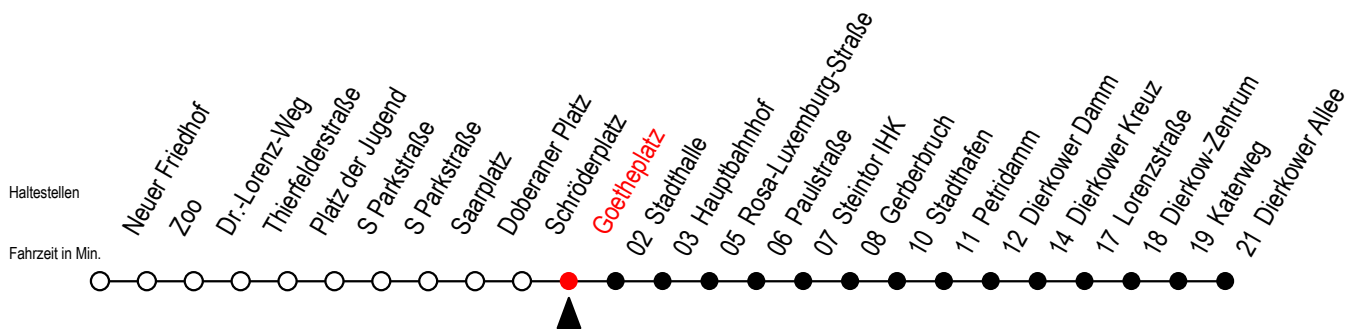 Haltestellen
Fahrzeit in Min.
Neuer Friedhof
Zoo
Dr.-Lorenz-Weg
Thierfelderstraße
Platz der Jugend
S Parkstraße
S Parkstraße
Saarplatz
Doberaner Platz
Schröderplatz
Goetheplatz
02 Stadthalle
03 Hauptbahnhof
05 Rosa-Luxemburg-Straße
06 Paulstraße
07 Steintor IHK
08 Gerberbruch
10 Stadthafen
11 Petridamm
12 Dierkower Damm
14 Dierkower Kreuz
17 Lorenzstraße
18 Dierkow-Zentrum
19 Katerweg
21 Dierkower Allee